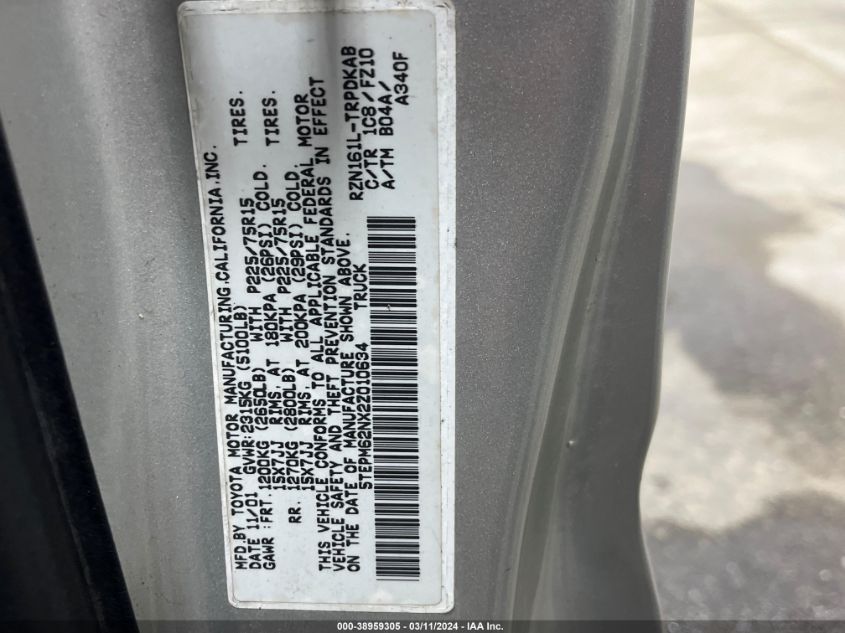 MFD.BY TOYOTA MOTOR MANUFACTURING,CALIFORNIA,INC.
DATE 11/01 GVWR:2315KG (5100LB)
GAWR :FRT.1200KG (2650LB) WITH P225/75R15 TIRES.
15X7JJ RIMS, AT 180KPA (26PSI) COLD.
RR. 1270KG (2800LB) WITH P225/75R15 TIRES.
15X7JJ RIMS, AT 200KPA (29PSI) COLD.
THIS VEHICLE CONFORMS TO ALL APPLICABLE FEDERAL MOTOR
VEHICLE SAFETY AND THEFT PREVENTION STANDARDS IN EFFECT
ON THE DATE OF MANUFACTURE SHOWN ABOVE.
5TEPM62NX2Z010634 TRUCK
RZN161L-TRPDKAB
C/TR 1C8/FZ10
A/TM B04A/
A340F
000-38959305 - 03/11/2024 - IAA Inc.